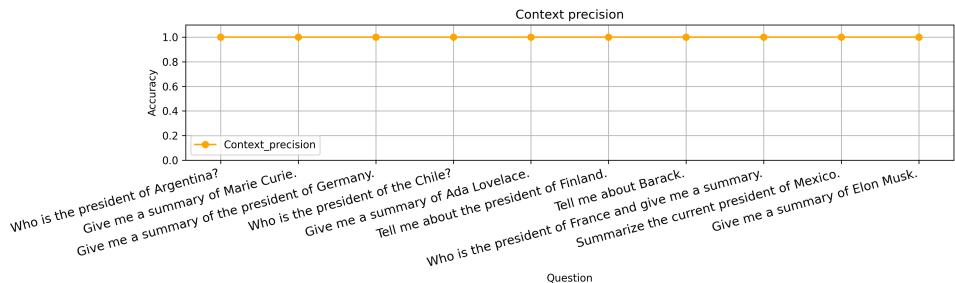 Context precision
Accuracy
1.0
0.8
0.6
0.4
0.2
0.0
Context_precision
Who is the president of Argentina?
Give me a summary of Marie Curie.
Give me a summary of the president of Germany.
Who is the president of the Chile?
Give me a summary of Ada Lovelace.
Tell me about the president of Finland.
Tell me about Barack.
Who is the president of France and give me a summary.
Summarize the current president of Mexico.
Give me a summary of Elon Musk.
Question